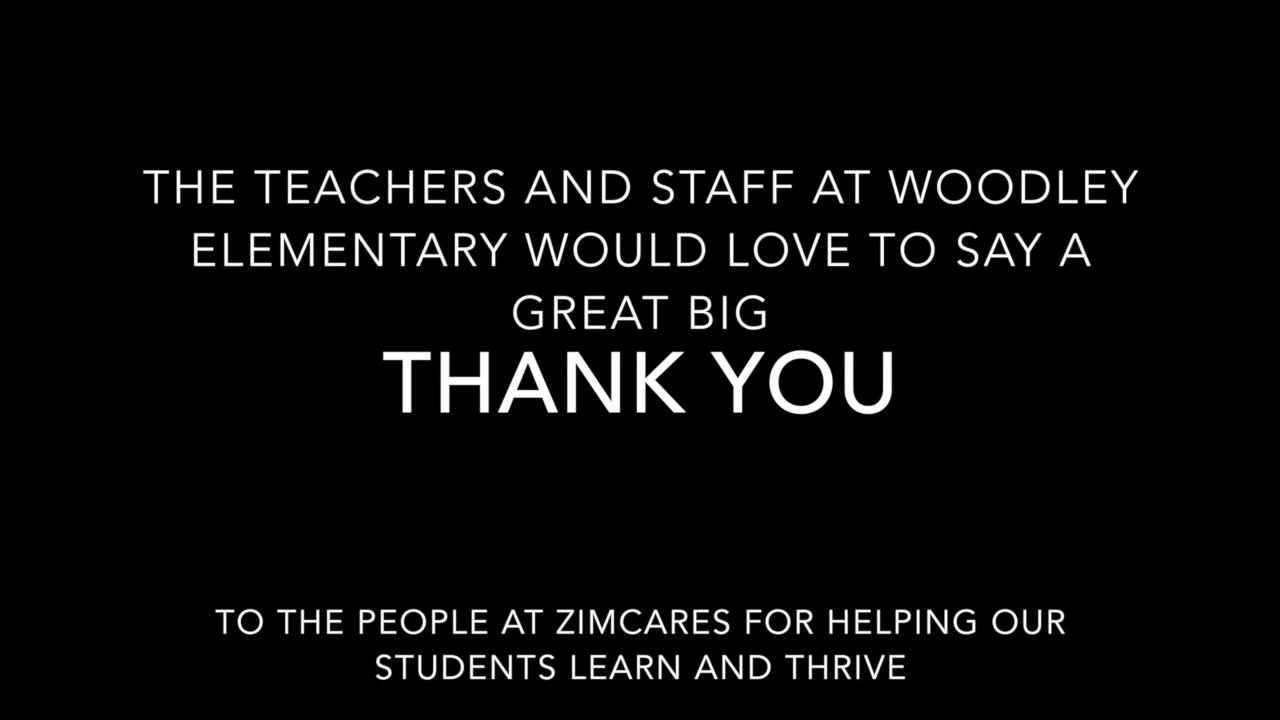 THE TEACHERS AND STAFF AT WOODLEY
ELEMENTARY WOULD LOVE TO SAY A
GREAT BIG
THANK YOU
TO THE PEOPLE AT ZIMCARES FOR HELPING OUR
STUDENTS LEARN AND THRIVE